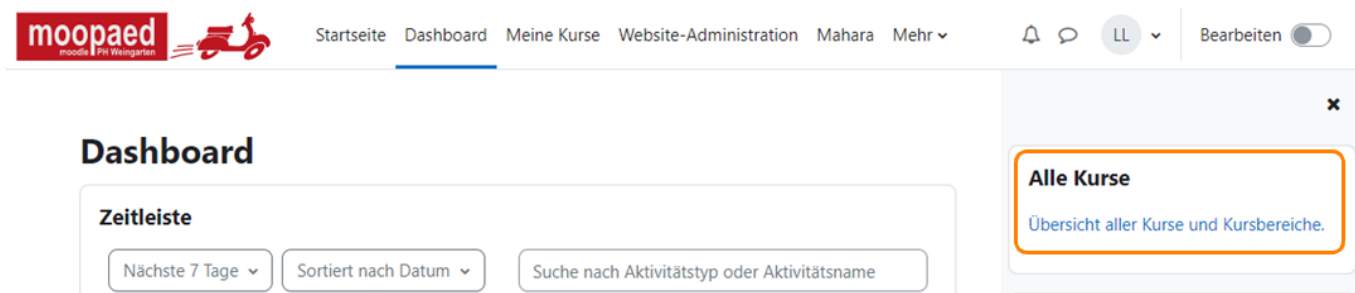 moopaed
moodle PH Weingarten
Startseite Dashboard Meine Kurse Website-Administration Mahara Mehr
LL
Bearbeiten
Dashboard
Zeitleiste
Nächste 7 Tage
Sortiert nach Datum
Suche nach Aktivitätstyp oder Aktivitätsname
Alle Kurse
Übersicht aller Kurse und Kursbereiche.